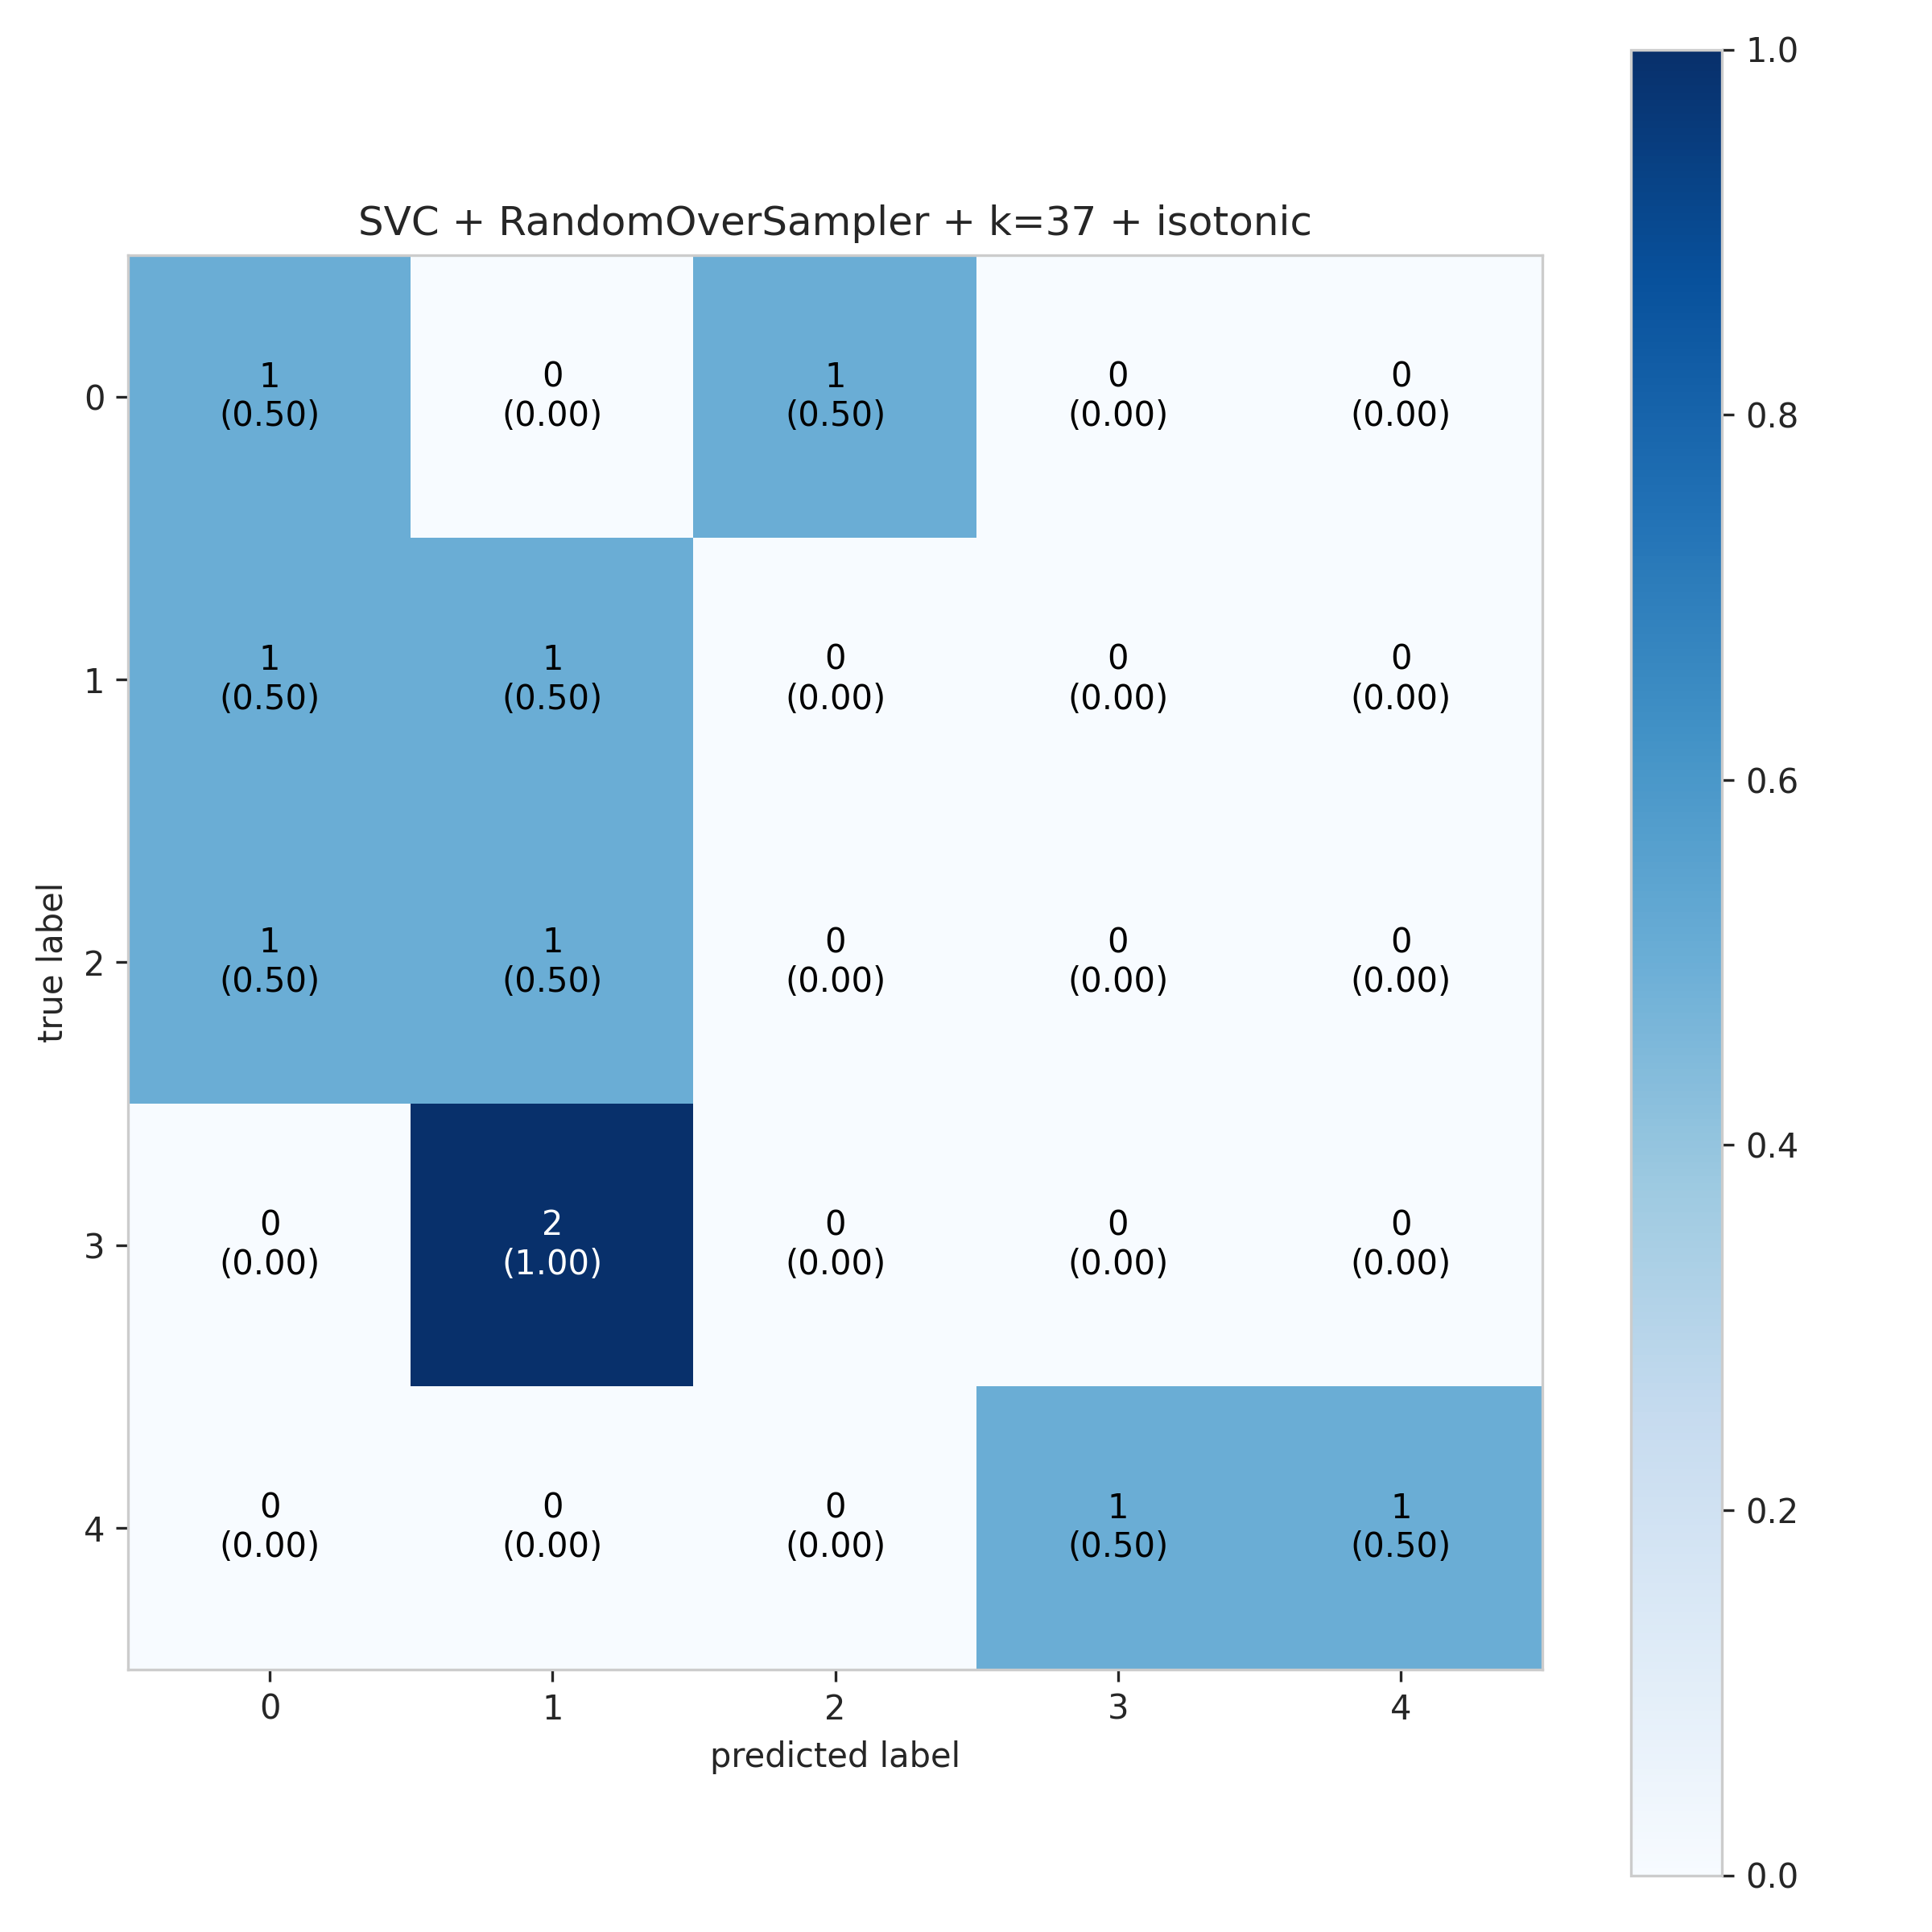 SVC + RandomOverSampler + k=37 + isotonic
1.0
0.8
0.6
0.4
0.2
0.0
true label
0
1 0 1 0 0
(0.50) (0.00) (0.50) (0.00) (0.00)
1
1 1 0 0 0
(0.50) (0.50) (0.00) (0.00) (0.00)
2
1 1 0 0 0
(0.50) (0.50) (0.00) (0.00) (0.00)
3
0 2 0 0 0
(0.00) (1.00) (0.00) (0.00) (0.00)
4
0 0 0 1 1
(0.00) (0.00) (0.00) (0.50) (0.50)
0 1 2 3 4
predicted label